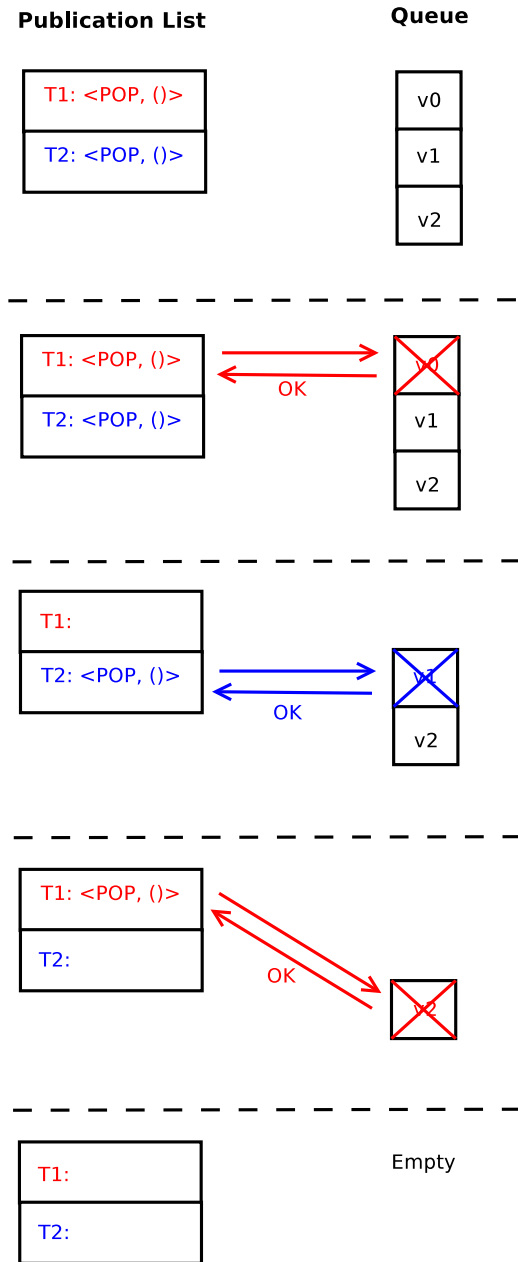 Publication List
Queue
T1: <POP, ()>
T2: <POP, ()>
v0
v1
v2
T1: <POP, ()>
T2: <POP, ()>
OK
v0
v1
v2
T1:
T2: <POP, ()>
OK
v1
v2
T1: <POP, ()>
T2:
OK
v2
T1:
T2:
Empty